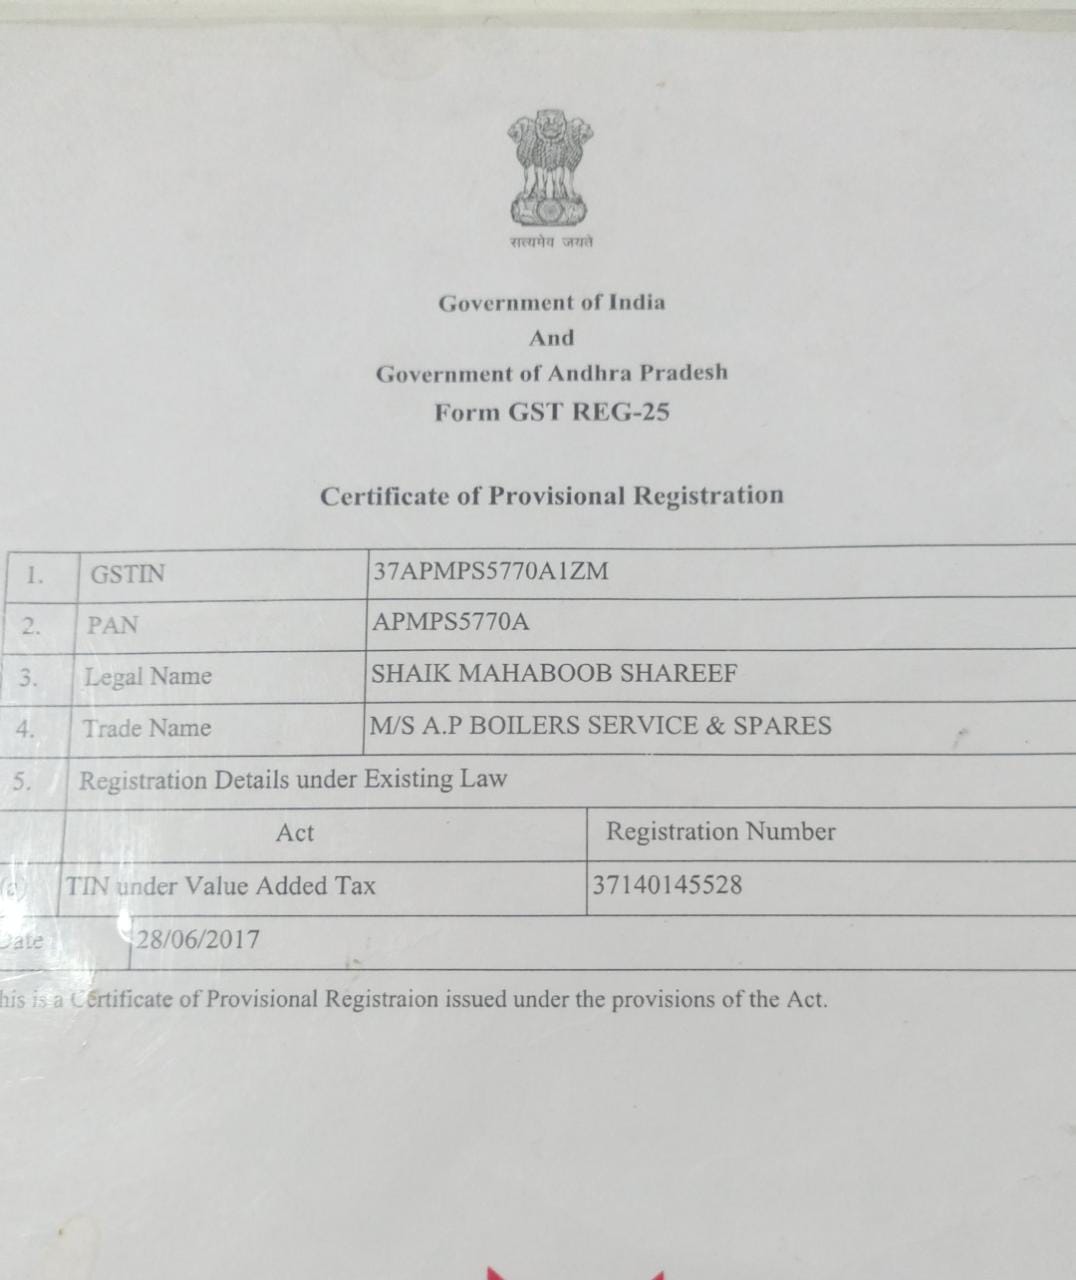 सत्यमेव जयते
Government of India
And
Government of Andhra Pradesh
Form GST REG-25
Certificate of Provisional Registration
1. GSTIN 37APMPS5770A1ZM
2. PAN APMPS5770A
3. Legal Name SHAIK MAHABOOB SHAREEF
4. Trade Name M/S A.P BOILERS SERVICE & SPARES
5. Registration Details under Existing Law
Act Registration Number
(a) TIN under Value Added Tax 37140145528
Date 28/06/2017
his is a Certificate of Provisional Registraion issued under the provisions of the Act.